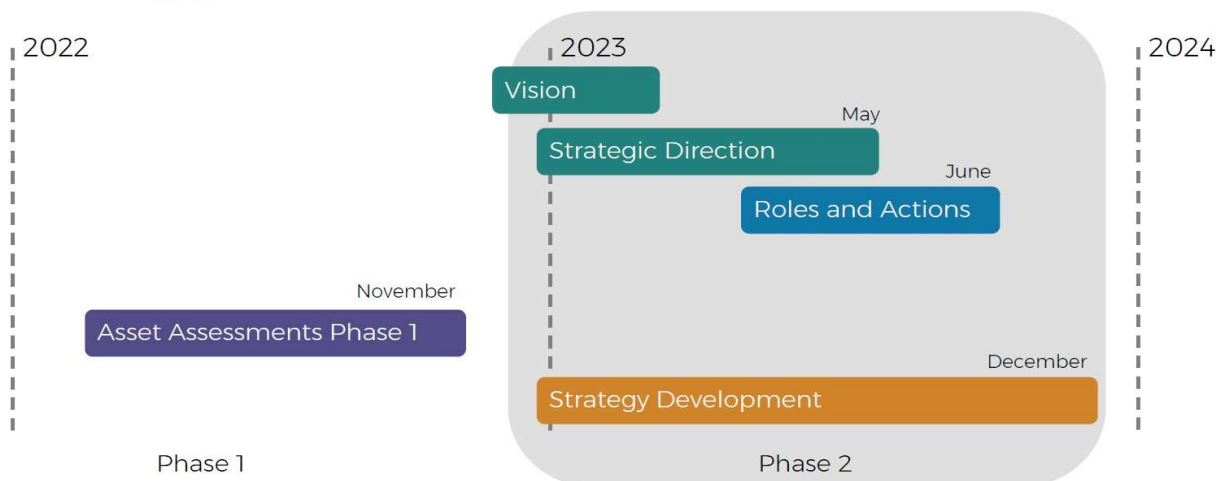 2022
2023
2024
Vision
May
Strategic Direction
June
Roles and Actions
November
Asset Assessments Phase 1
December
Strategy Development
Phase 1
Phase 2